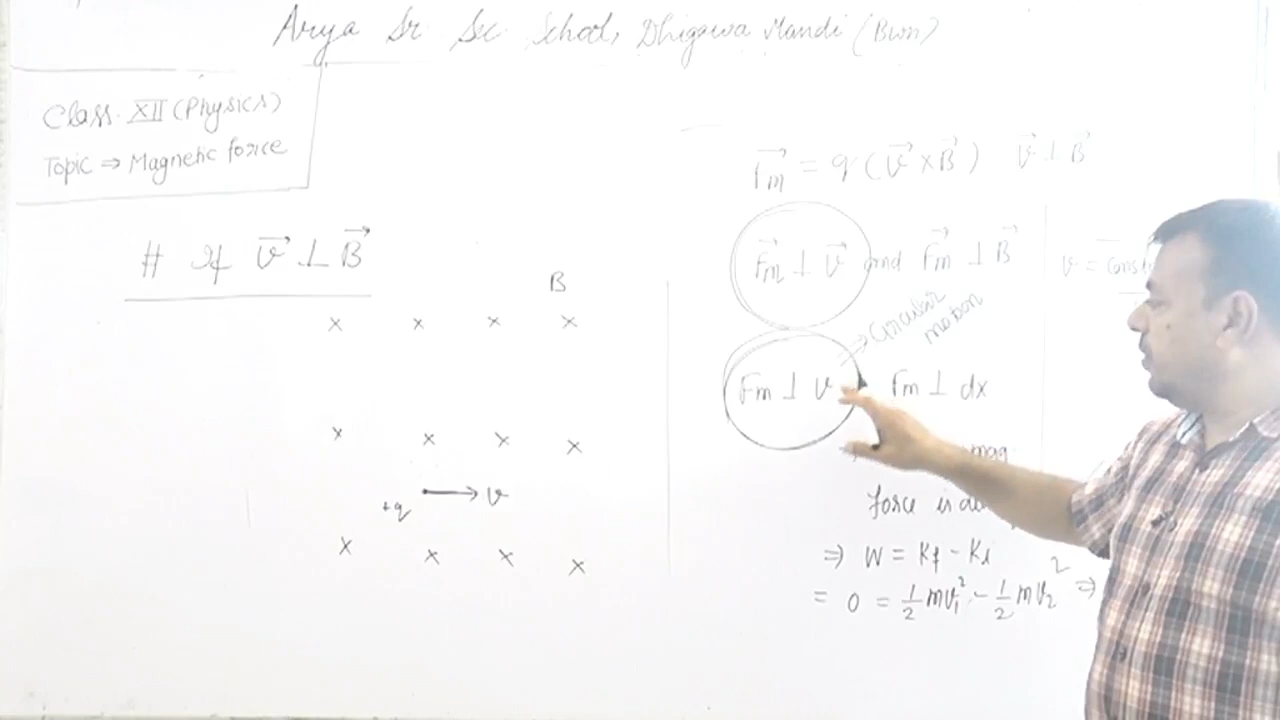 Arya Sr Sec School, Dhigawa Mandi (Bwn)
Class. XII (Physics)
Topic ⇒ Magnetic force
# If v⃗ ⊥ B⃗
B
× × × ×
× × × ×
+q → v
× × × ×
F⃗m = q (v⃗ × B⃗) v⃗ ⊥ B⃗
F⃗m ⊥ v⃗ and F⃗m ⊥ B⃗
v =
⇒ Circular motion
Fm ⊥ v Fm ⊥ dx
force is
⇒ W = Kf - Ki
= 0 = 1/2 mv₁² - 1/2 mv₂² ⇒